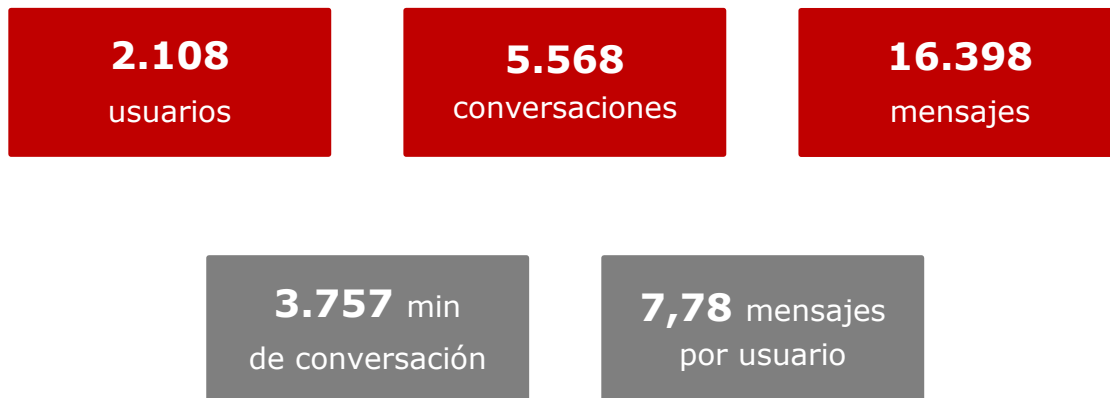 2.108
usuarios
5.568
conversaciones
16.398
mensajes
3.757 min
de conversación
7,78 mensajes
por usuario